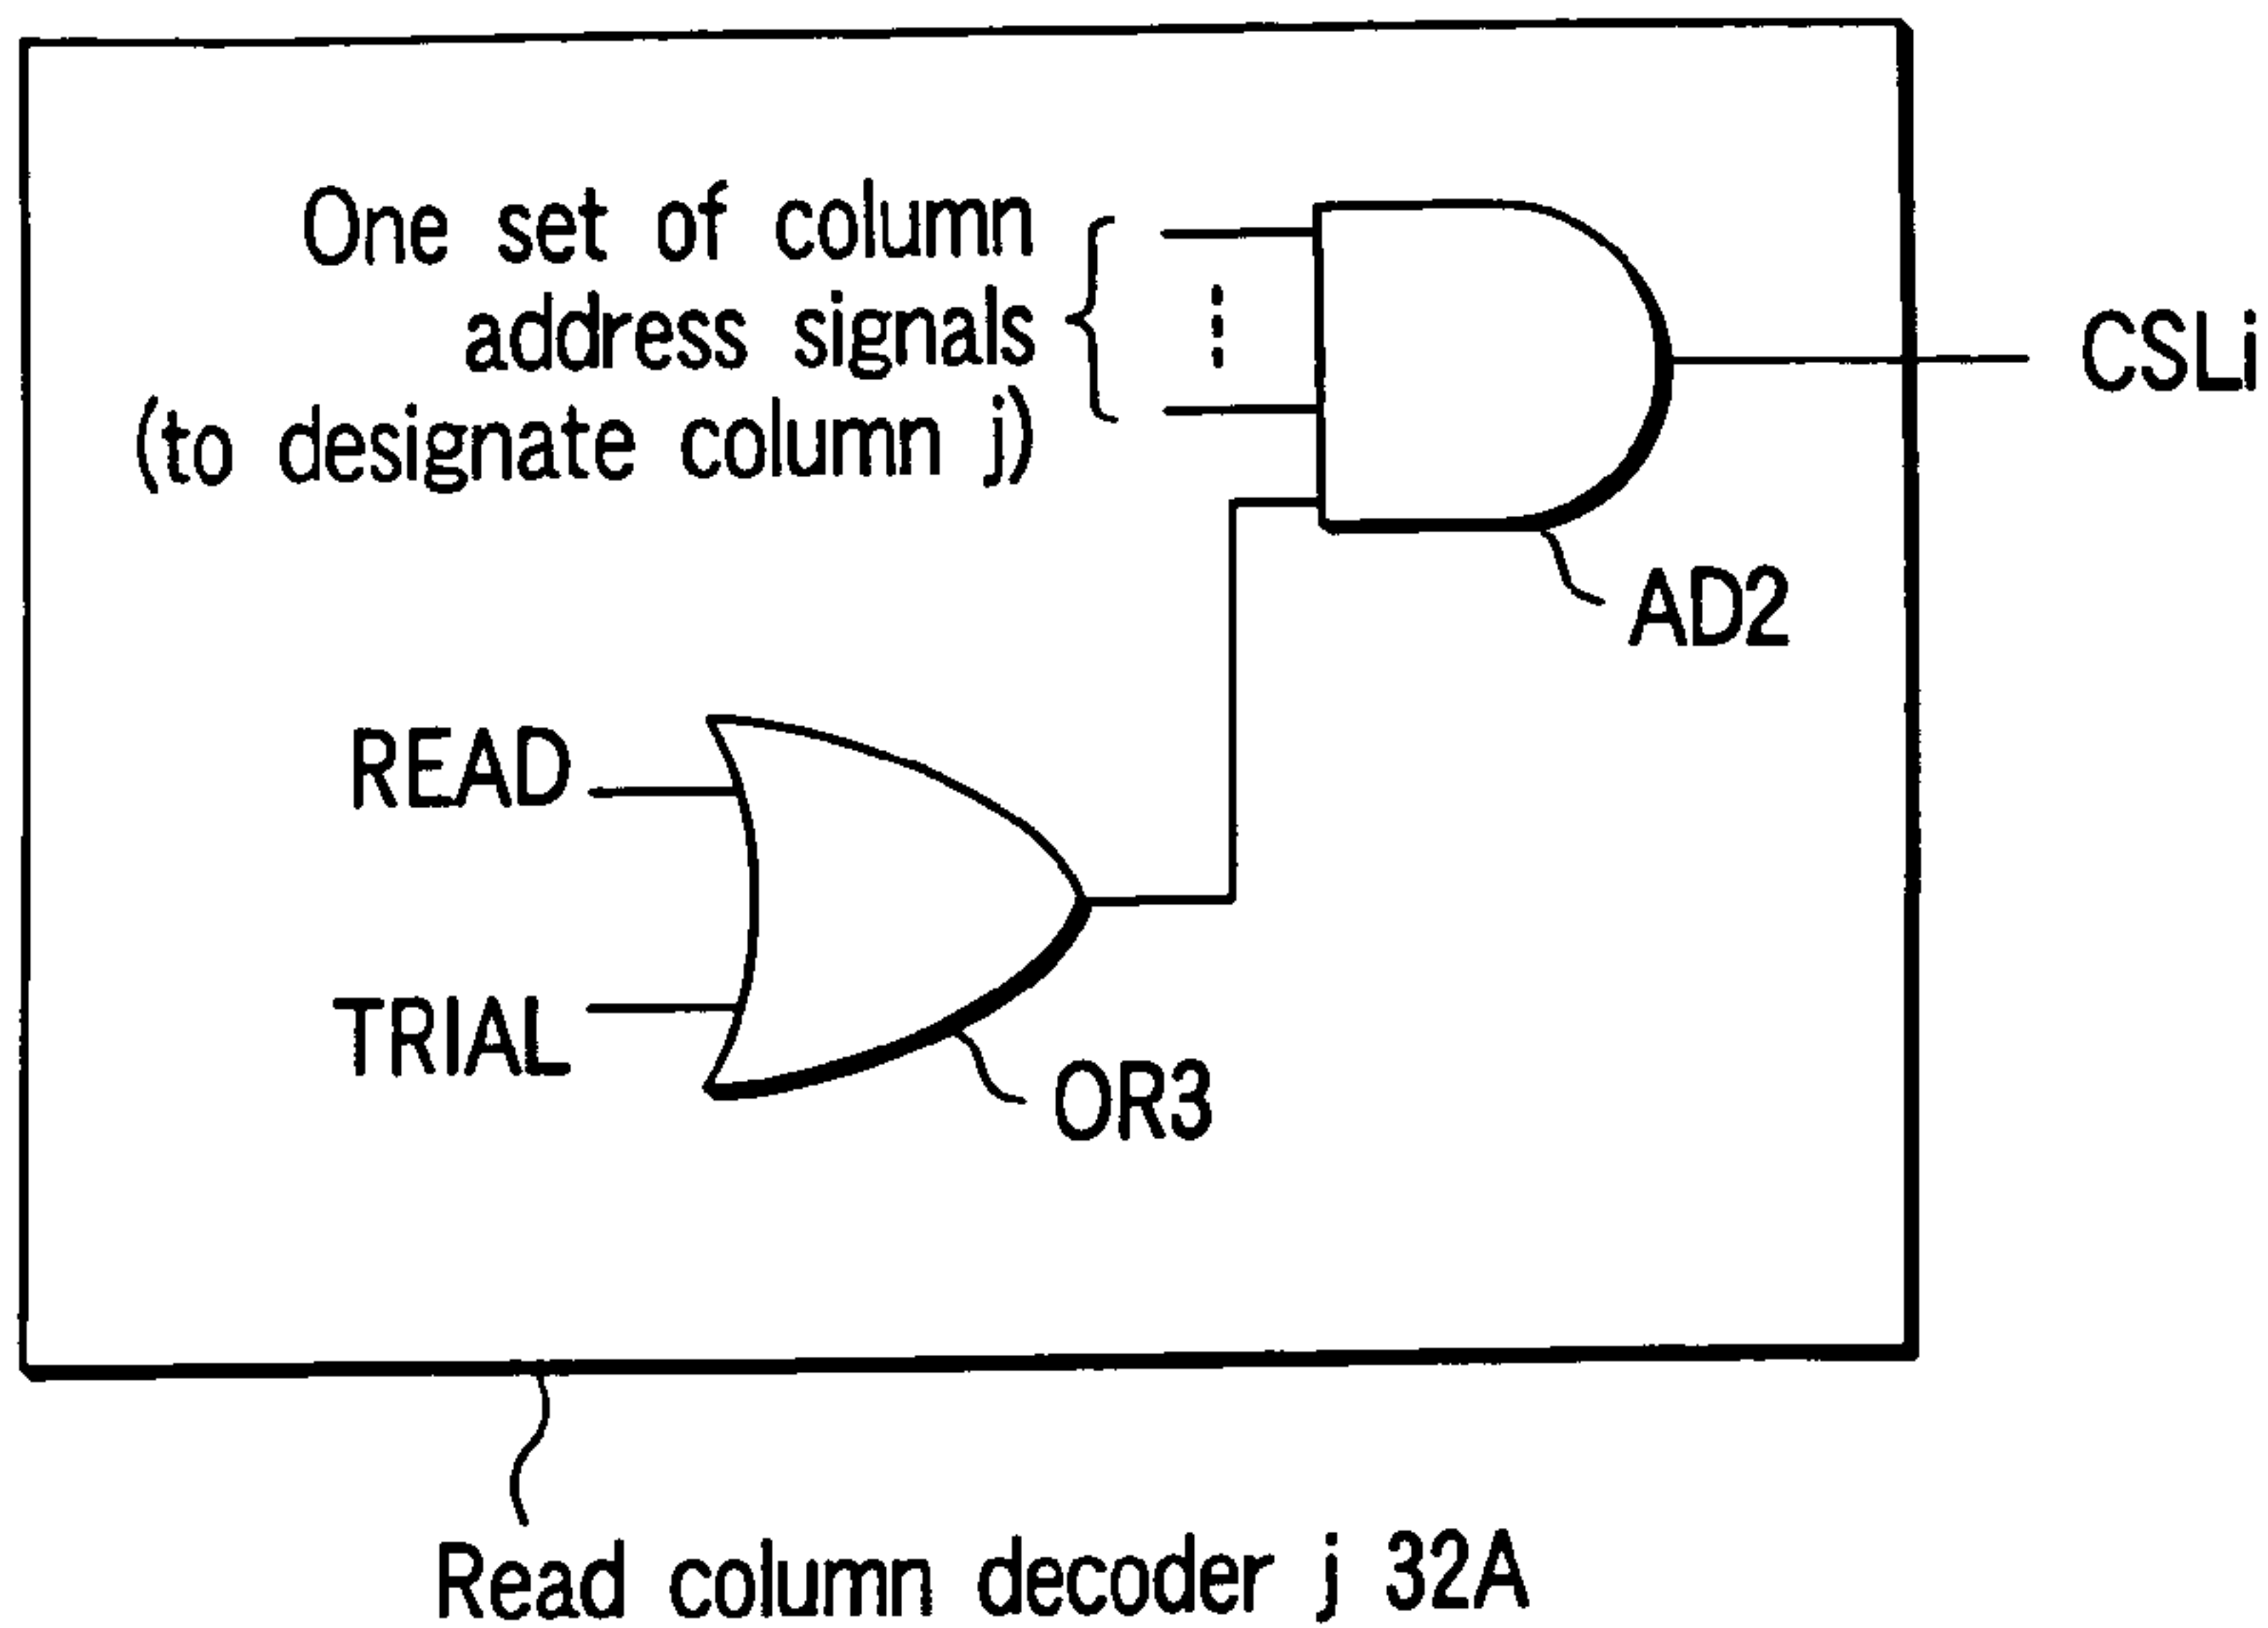 One set of column
address signals
(to designate column j)
CSLi
AD2
READ
TRIAL
OR3
Read column decoder j 32A